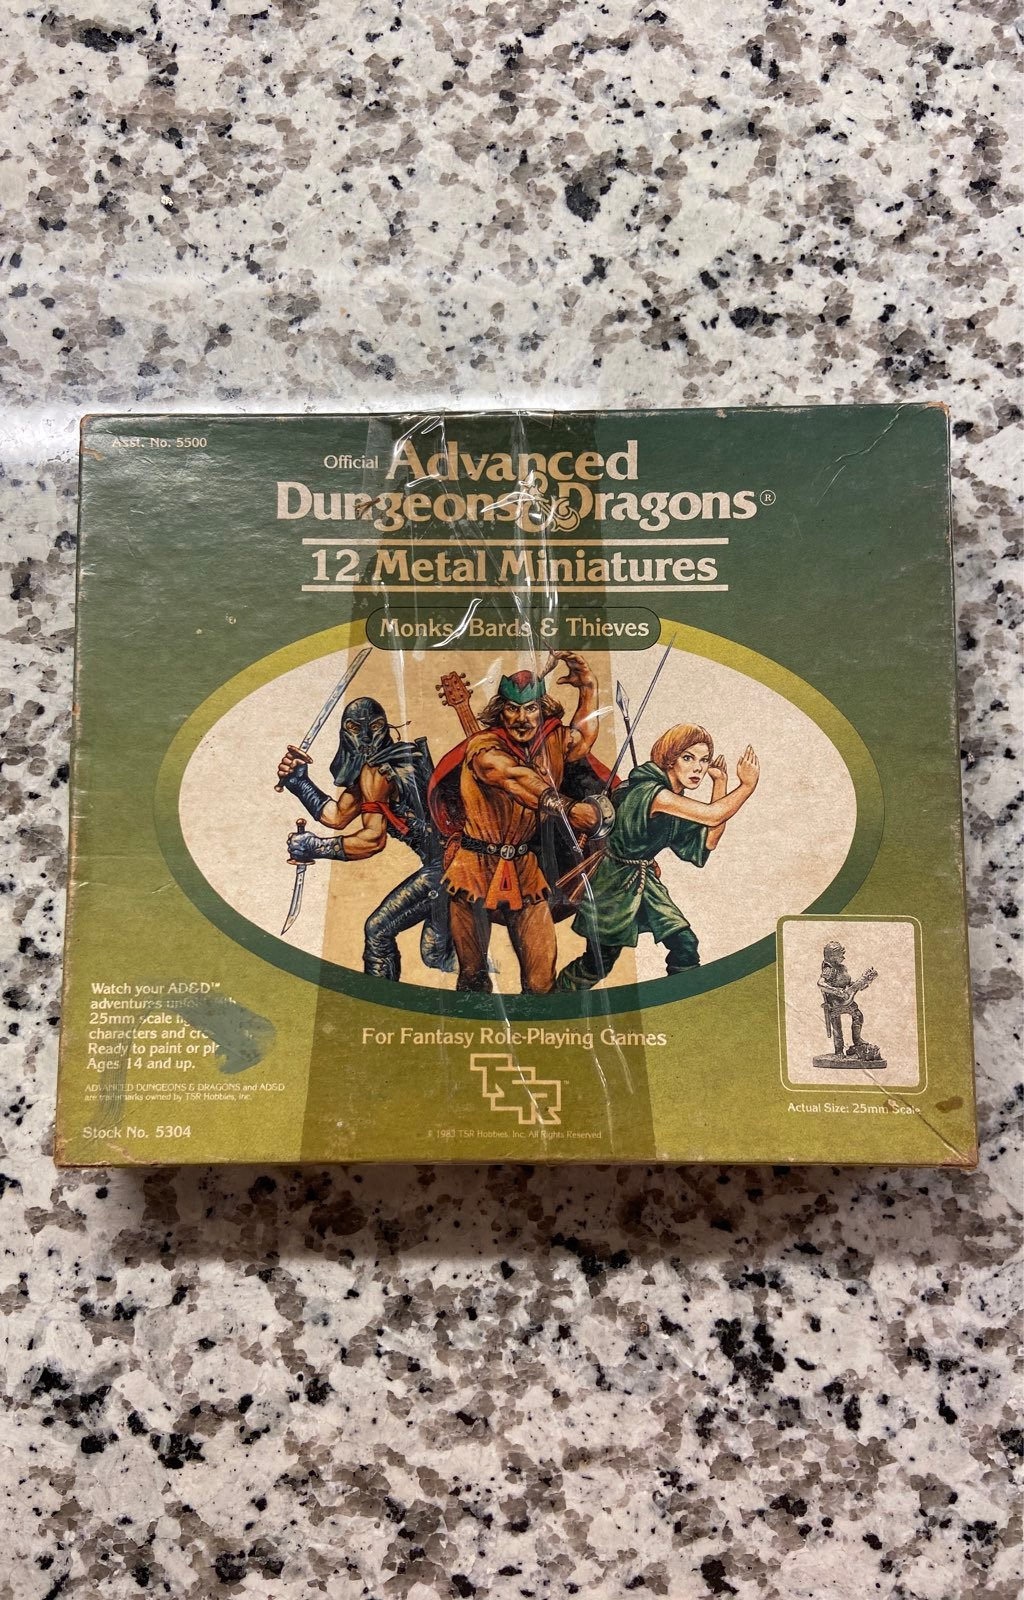 Asst. No. 5500
Official Advanced
Dungeons & Dragons®
12 Metal Miniatures
Monks, Bards & Thieves
A
Watch your AD&D™
adventures
25mm scale
characters and
Ready to paint or
Ages 14 and up.
ADVANCED DUNGEONS & DRAGONS and AD&D
are trademarks owned by TSR Hobbies, Inc.
Stock No. 5304
For Fantasy Role-Playing Games
TSR™
© 1983 TSR Hobbies, Inc. All Rights Reserved
Actual Size: 25mm Scale